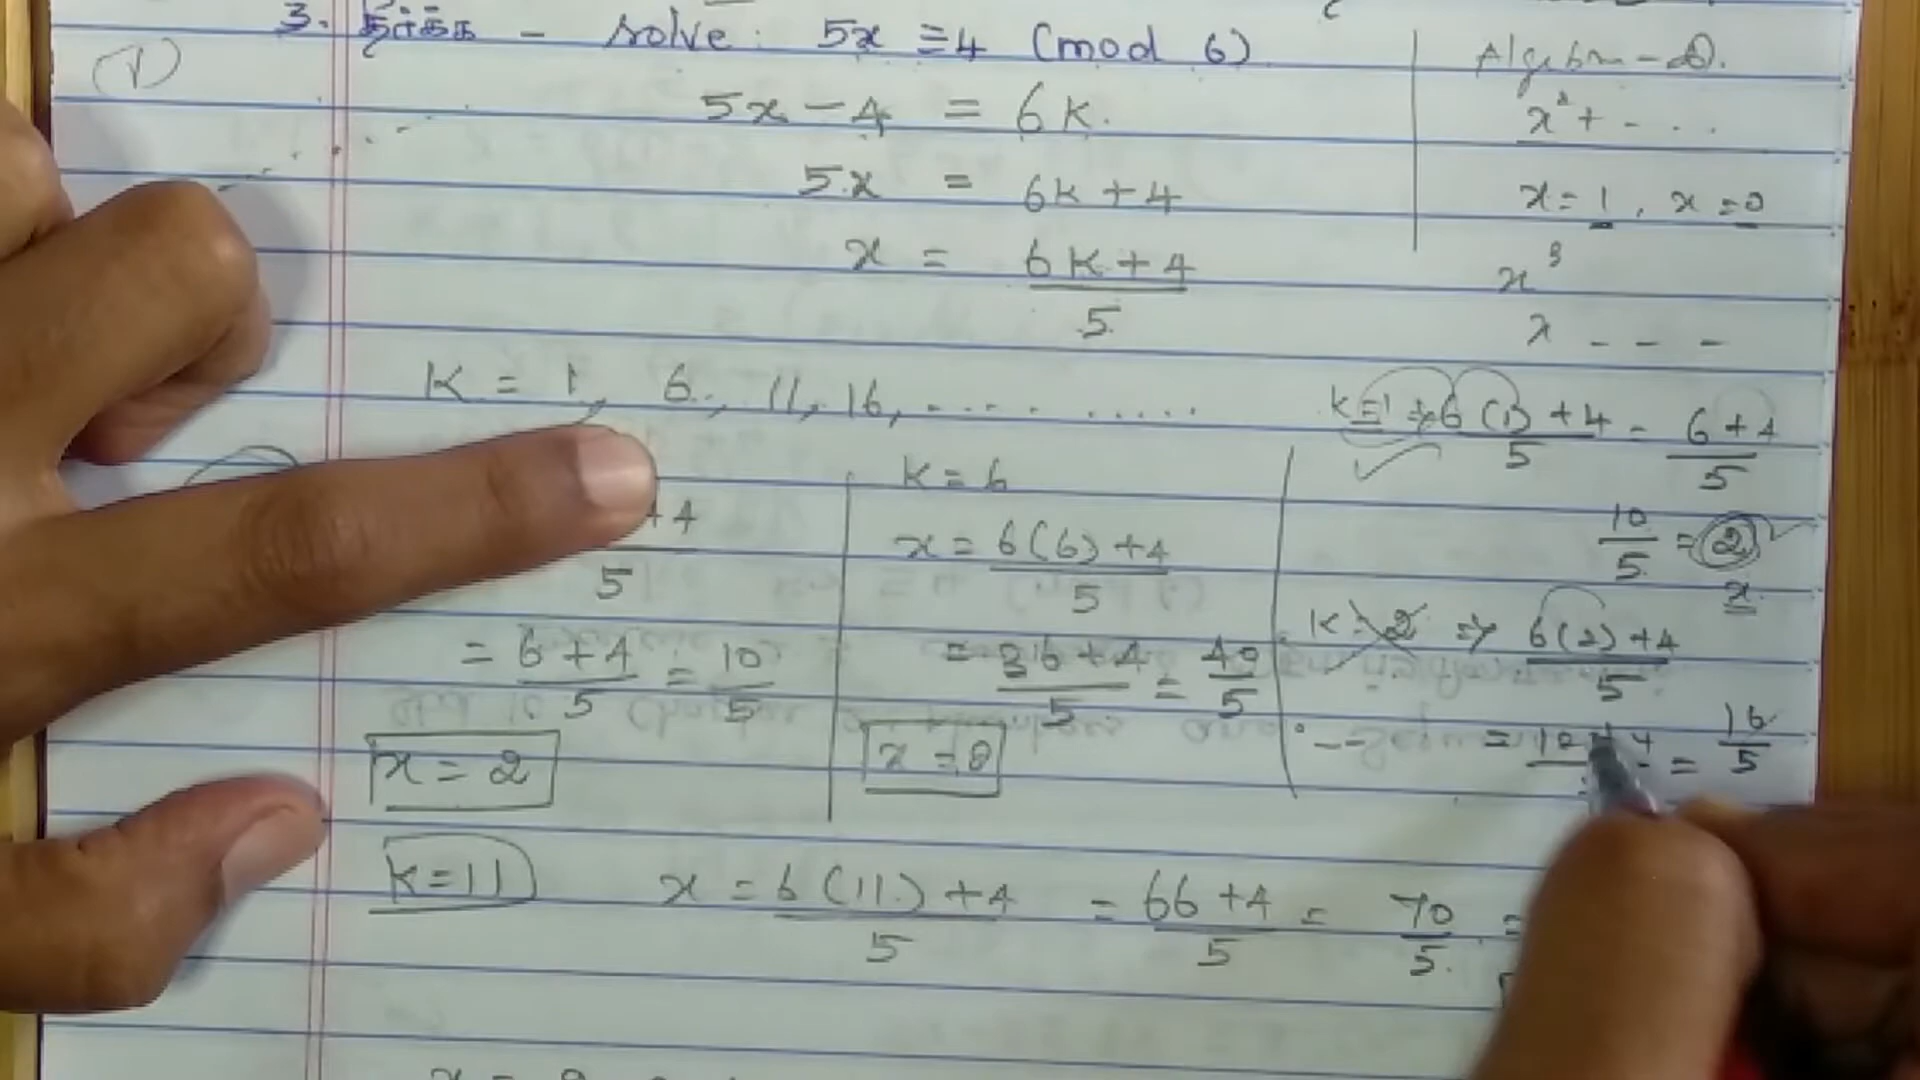 3. தீர்க்க - solve: 5x ≡ 4 (mod 6)
5x - 4 = 6k.
5x = 6k + 4
x = 6k + 4 / 5
K = 1, 6, 11, 16, .... .....
+ 4 / 5
= 6 + 4 / 5 = 10 / 5
x = 2
k = 6
x = 6(6) + 4 / 5
= 36 + 4 / 5 = 40 / 5
x = 8
k = 11
x = 6(11) + 4 / 5 = 66 + 4 / 5 = 70 / 5 =
x² + - . .
x = 1, x = 0
x³
x - - -
k = 1 ⇒ 6(1) + 4 / 5 = 6 + 4 / 5
10 / 5 = 2
x
k = 2 ⇒ 6(2) + 4 / 5
= 12 + 4 = 16 / 5